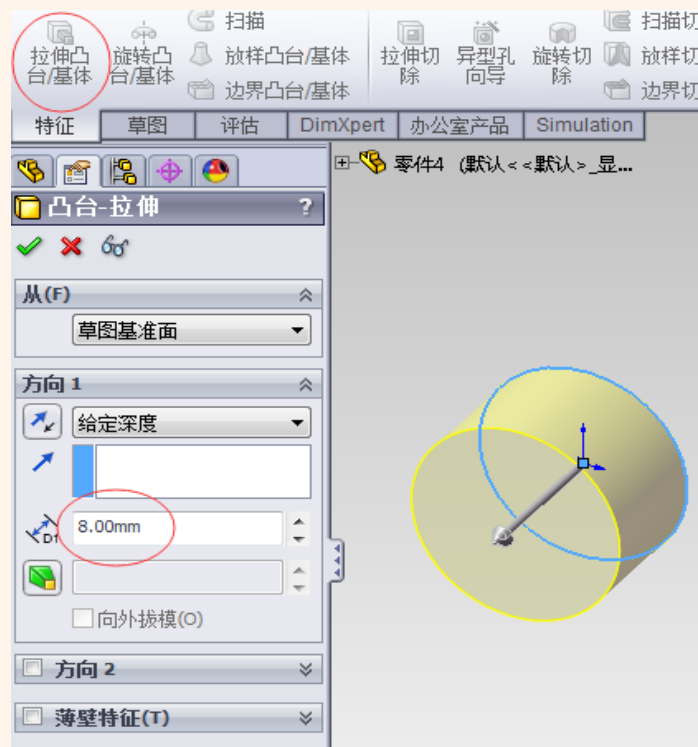 扫描
扫描切
拉伸凸台/基体
旋转凸台/基体
放样凸台/基体
拉伸切除
异型孔向导
旋转切除
放样切
边界凸台/基体
边界切
特征
草图
评估
DimXpert
办公室产品
Simulation
零件4 (默认<<默认>_显...
凸台-拉伸
?
从(F)
草图基准面
方向 1
给定深度
D1
8.00mm
向外拔模(O)
方向 2
薄壁特征(T)